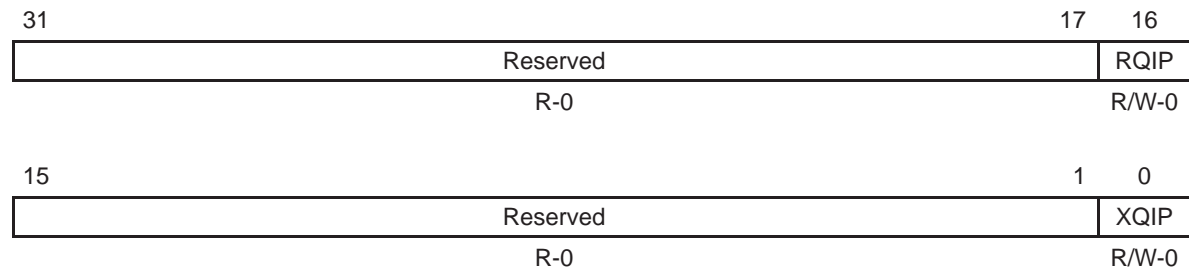 31 17 16
Reserved RQIP
R-0 R/W-0
15 1 0
Reserved XQIP
R-0 R/W-0